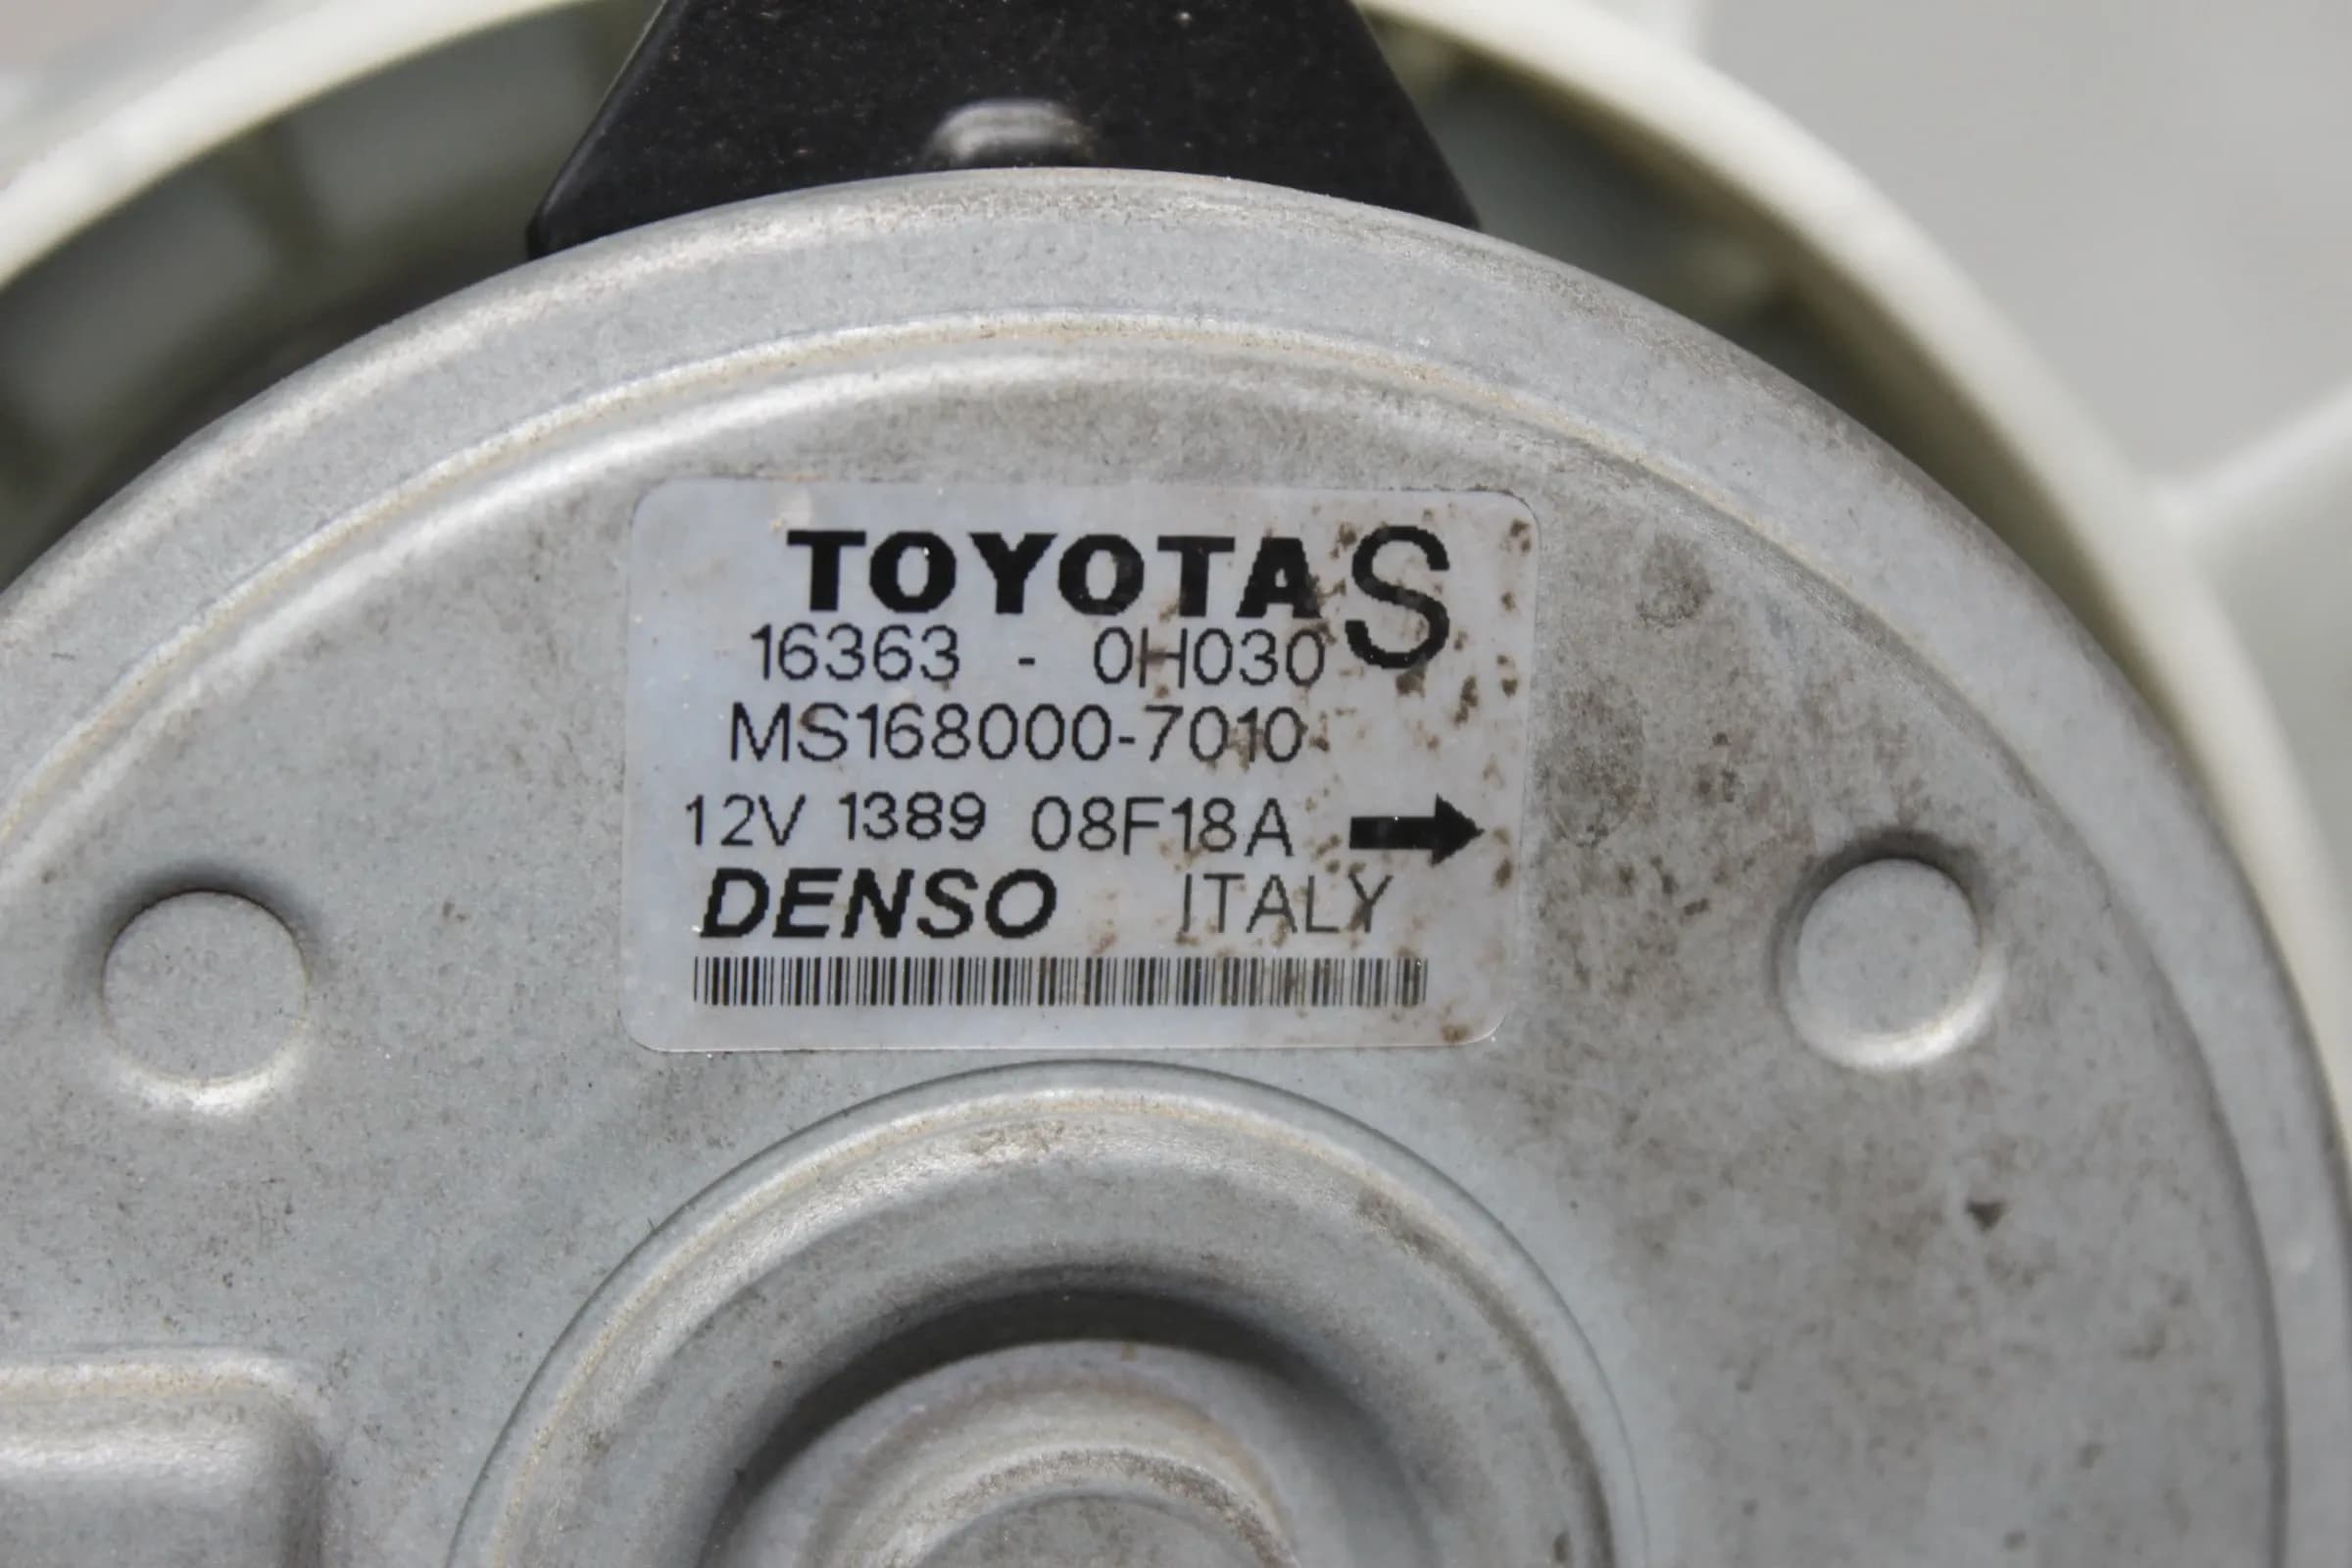 TOYOTA S
16363 - 0H030
MS168000-7010
12V 1389 08F18A
DENSO ITALY